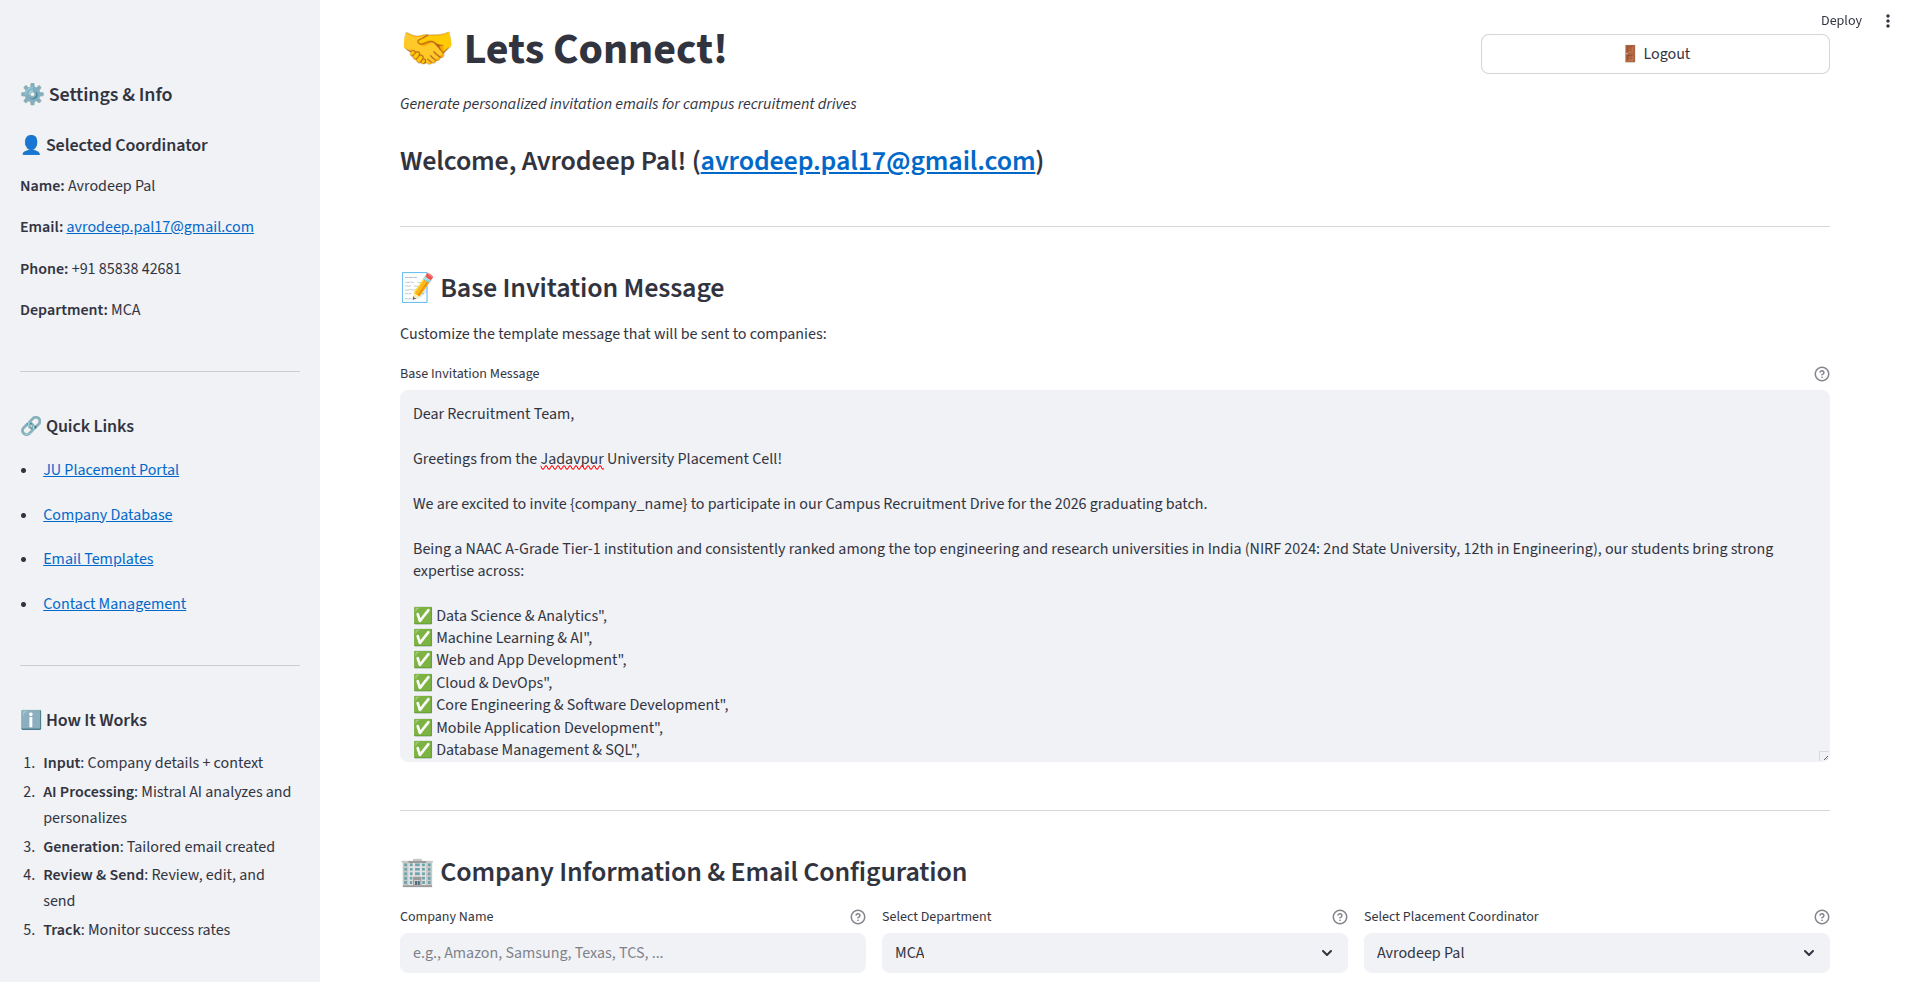 Deploy
⚙️ Settings & Info
👤 Selected Coordinator
Name: Avrodeep Pal
Email: avrodeep.pal17@gmail.com
Phone: +91 85838 42681
Department: MCA
🔗 Quick Links
• JU Placement Portal
• Company Database
• Email Templates
• Contact Management
ℹ️ How It Works
1. Input: Company details + context
2. AI Processing: Mistral AI analyzes and
personalizes
3. Generation: Tailored email created
4. Review & Send: Review, edit, and
send
5. Track: Monitor success rates
🤝 Lets Connect!
🚪 Logout
Generate personalized invitation emails for campus recruitment drives
Welcome, Avrodeep Pal! (avrodeep.pal17@gmail.com)
📝 Base Invitation Message
Customize the template message that will be sent to companies:
Base Invitation Message
Dear Recruitment Team,
Greetings from the Jadavpur University Placement Cell!
We are excited to invite {company_name} to participate in our Campus Recruitment Drive for the 2026 graduating batch.
Being a NAAC A-Grade Tier-1 institution and consistently ranked among the top engineering and research universities in India (NIRF 2024: 2nd State University, 12th in Engineering), our students bring strong
expertise across:
✅ Data Science & Analytics",
✅ Machine Learning & AI",
✅ Web and App Development",
✅ Cloud & DevOps",
✅ Core Engineering & Software Development",
✅ Mobile Application Development",
✅ Database Management & SQL",
🏢 Company Information & Email Configuration
Company Name
Select Department
Select Placement Coordinator
e.g., Amazon, Samsung, Texas, TCS, ...
MCA
Avrodeep Pal